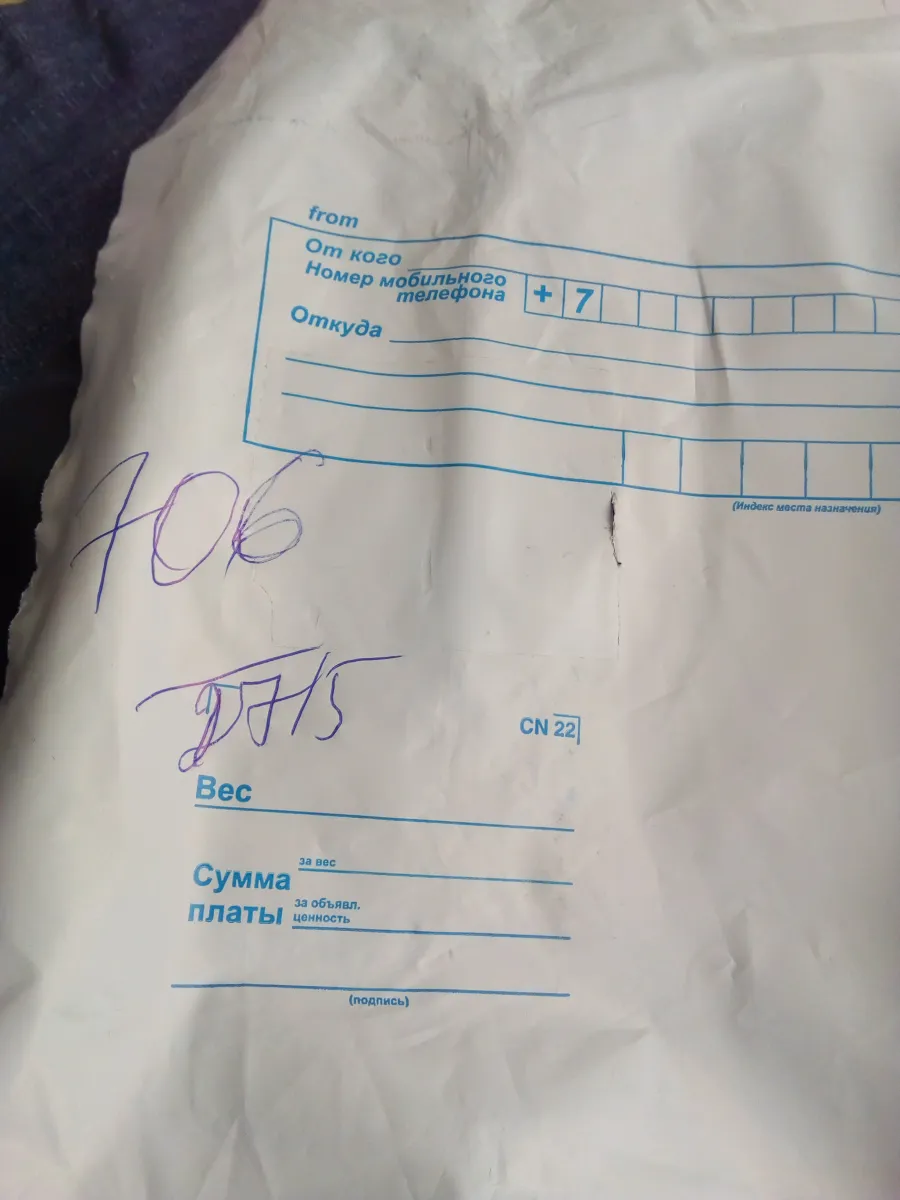 from
От кого
Номер мобильного
телефона
+ 7
Откуда
(Индекс места назначения)
706
CN 22
Вес
Сумма
платы
за вес
за объявл.
ценность
(подпись)